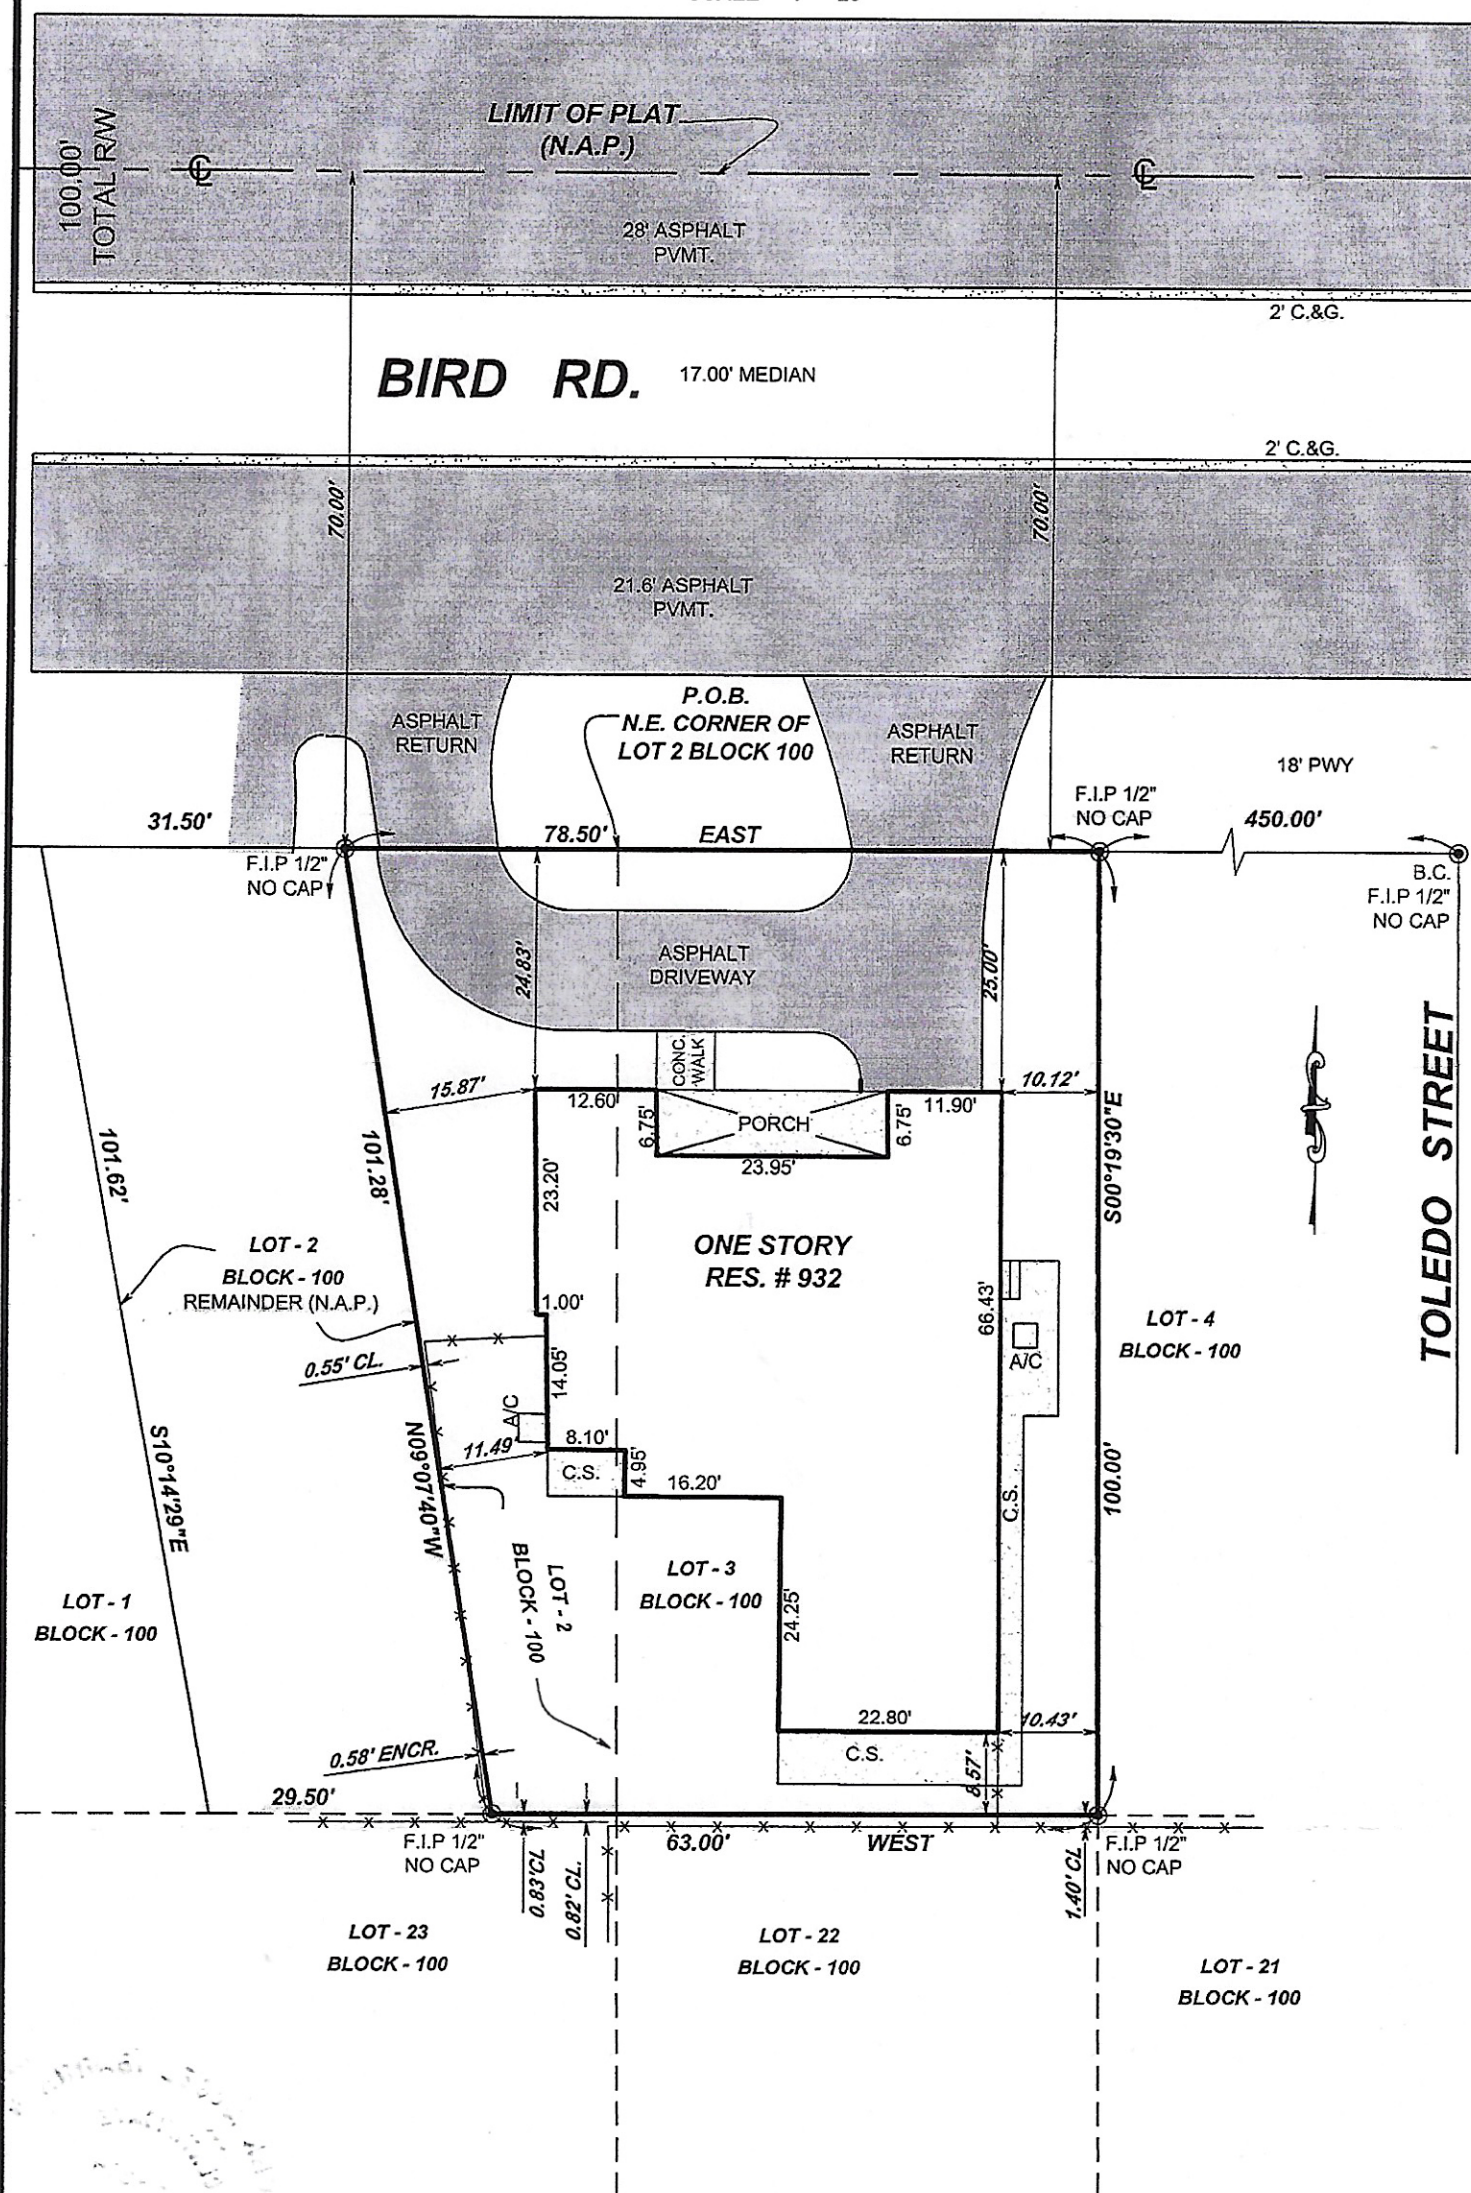 100.00'
TOTAL R/W
LIMIT OF PLAT
(N.A.P.)
CL
CL
28' ASPHALT
PVMT.
2' C.&G.
BIRD RD.
17.00' MEDIAN
2' C.&G.
70.00'
70.00'
21.6' ASPHALT
PVMT.
ASPHALT
RETURN
P.O.B.
N.E. CORNER OF
LOT 2 BLOCK 100
ASPHALT
RETURN
18' PWY
31.50'
F.I.P 1/2"
NO CAP
78.50'
EAST
F.I.P 1/2"
NO CAP
450.00'
B.C.
F.I.P 1/2"
NO CAP
24.83'
ASPHALT
DRIVEWAY
25.00'
CONC.
WALK
15.87'
12.60'
6.75'
PORCH
23.95'
6.75'
11.90'
10.12'
S00°19'30"E
TOLEDO STREET
101.62'
101.28'
23.20'
LOT - 2
BLOCK - 100
REMAINDER (N.A.P.)
ONE STORY
RES. # 932
1.00'
66.43'
0.55' CL.
14.05'
A/C
LOT - 4
BLOCK - 100
A/C
S10°14'29"E
N09°07'40"W
11.49'
8.10'
C.S.
4.95'
16.20'
C.S.
100.00'
LOT - 2
BLOCK - 100
LOT - 3
BLOCK - 100
24.25'
LOT - 1
BLOCK - 100
22.80'
10.43'
C.S.
8.57'
0.58' ENCR.
29.50'
F.I.P 1/2"
NO CAP
63.00'
WEST
F.I.P 1/2"
NO CAP
0.83'CL
0.82' CL.
1.40' CL
LOT - 23
BLOCK - 100
LOT - 22
BLOCK - 100
LOT - 21
BLOCK - 100